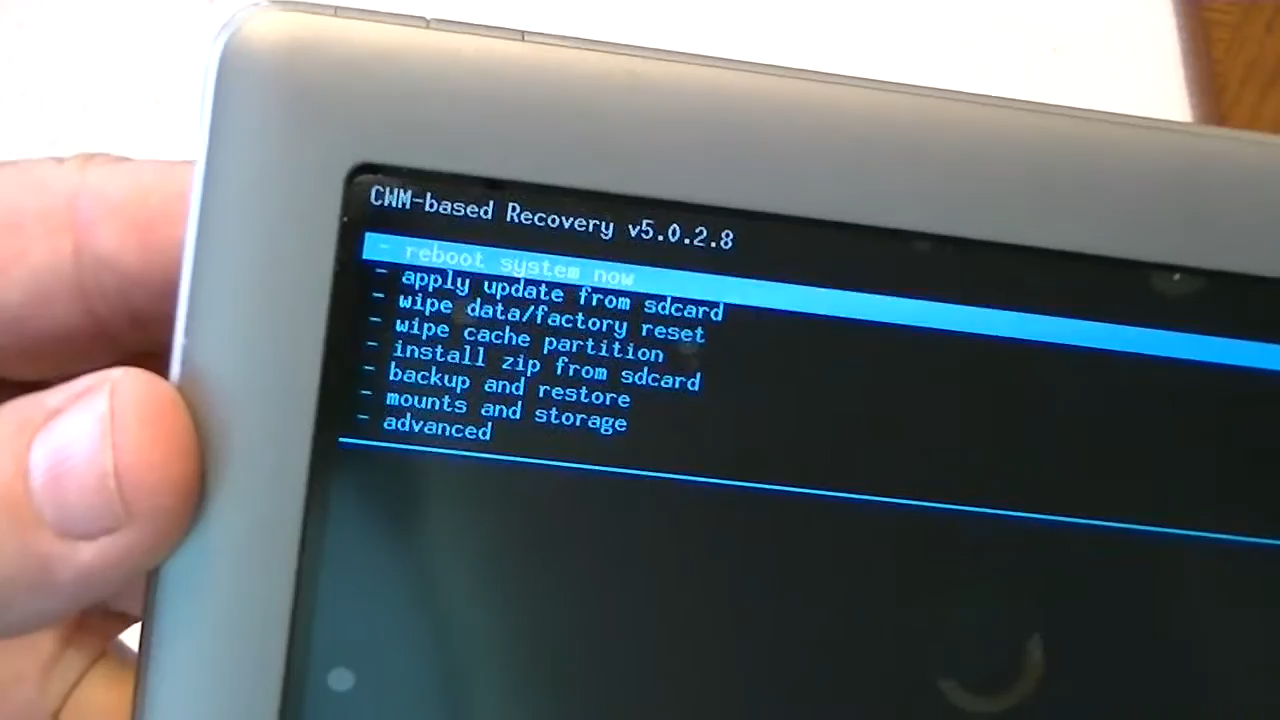 CWM-based Recovery v5.0.2.8
- reboot system now
- apply update from sdcard
- wipe data/factory reset
- wipe cache partition
- install zip from sdcard
- backup and restore
- mounts and storage
- advanced